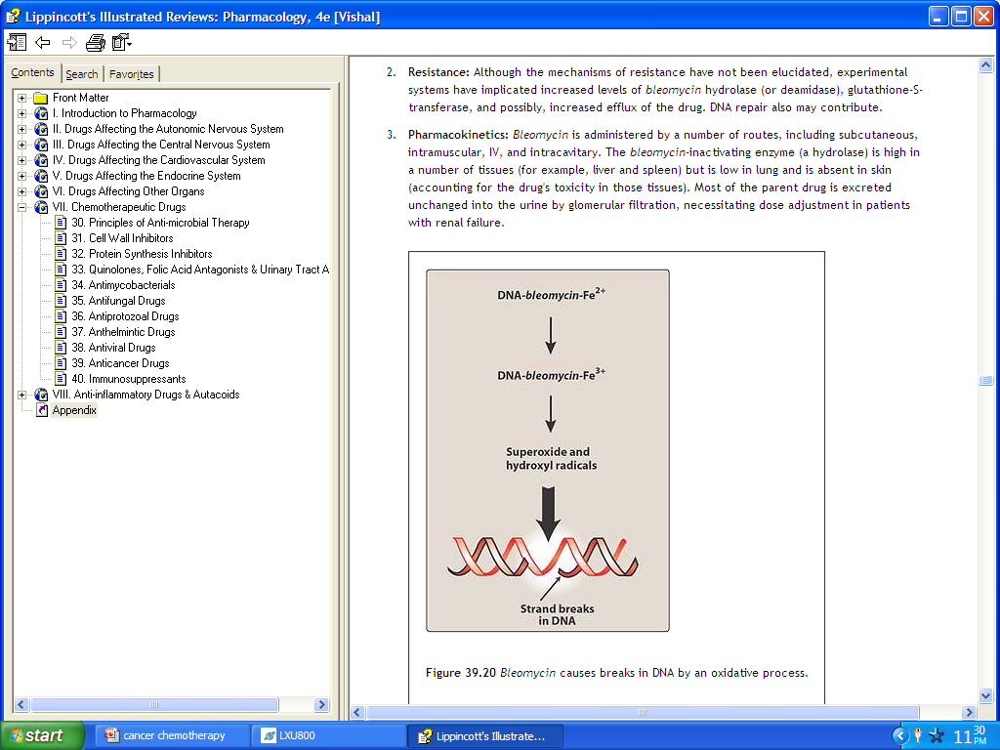 Lippincott's Illustrated Reviews: Pharmacology, 4e [Vishal]
Contents Search Favorites
Front Matter
I. Introduction to Pharmacology
II. Drugs Affecting the Autonomic Nervous System
III. Drugs Affecting the Central Nervous System
IV. Drugs Affecting the Cardiovascular System
V. Drugs Affecting the Endocrine System
VI. Drugs Affecting Other Organs
VII. Chemotherapeutic Drugs
30. Principles of Anti-microbial Therapy
31. Cell Wall Inhibitors
32. Protein Synthesis Inhibitors
33. Quinolones, Folic Acid Antagonists & Urinary Tract A
34. Antimycobacterials
35. Antifungal Drugs
36. Antiprotozoal Drugs
37. Anthelmintic Drugs
38. Antiviral Drugs
39. Anticancer Drugs
40. Immunosuppressants
VIII. Anti-inflammatory Drugs & Autacoids
Appendix
2. Resistance: Although the mechanisms of resistance have not been elucidated, experimental
systems have implicated increased levels of bleomycin hydrolase (or deamidase), glutathione-S-
transferase, and possibly, increased efflux of the drug. DNA repair also may contribute.
3. Pharmacokinetics: Bleomycin is administered by a number of routes, including subcutaneous,
intramuscular, IV, and intracavitary. The bleomycin-inactivating enzyme (a hydrolase) is high in
a number of tissues (for example, liver and spleen) but is low in lung and is absent in skin
(accounting for the drug's toxicity in those tissues). Most of the parent drug is excreted
unchanged into the urine by glomerular filtration, necessitating dose adjustment in patients
with renal failure.
DNA-bleomycin-Fe2+
DNA-bleomycin-Fe3+
Superoxide and
hydroxyl radicals
Strand breaks
in DNA
Figure 39.20 Bleomycin causes breaks in DNA by an oxidative process.
start
cancer chemotherapy
LXU800
Lippincott's Illustrate...
11 30 PM